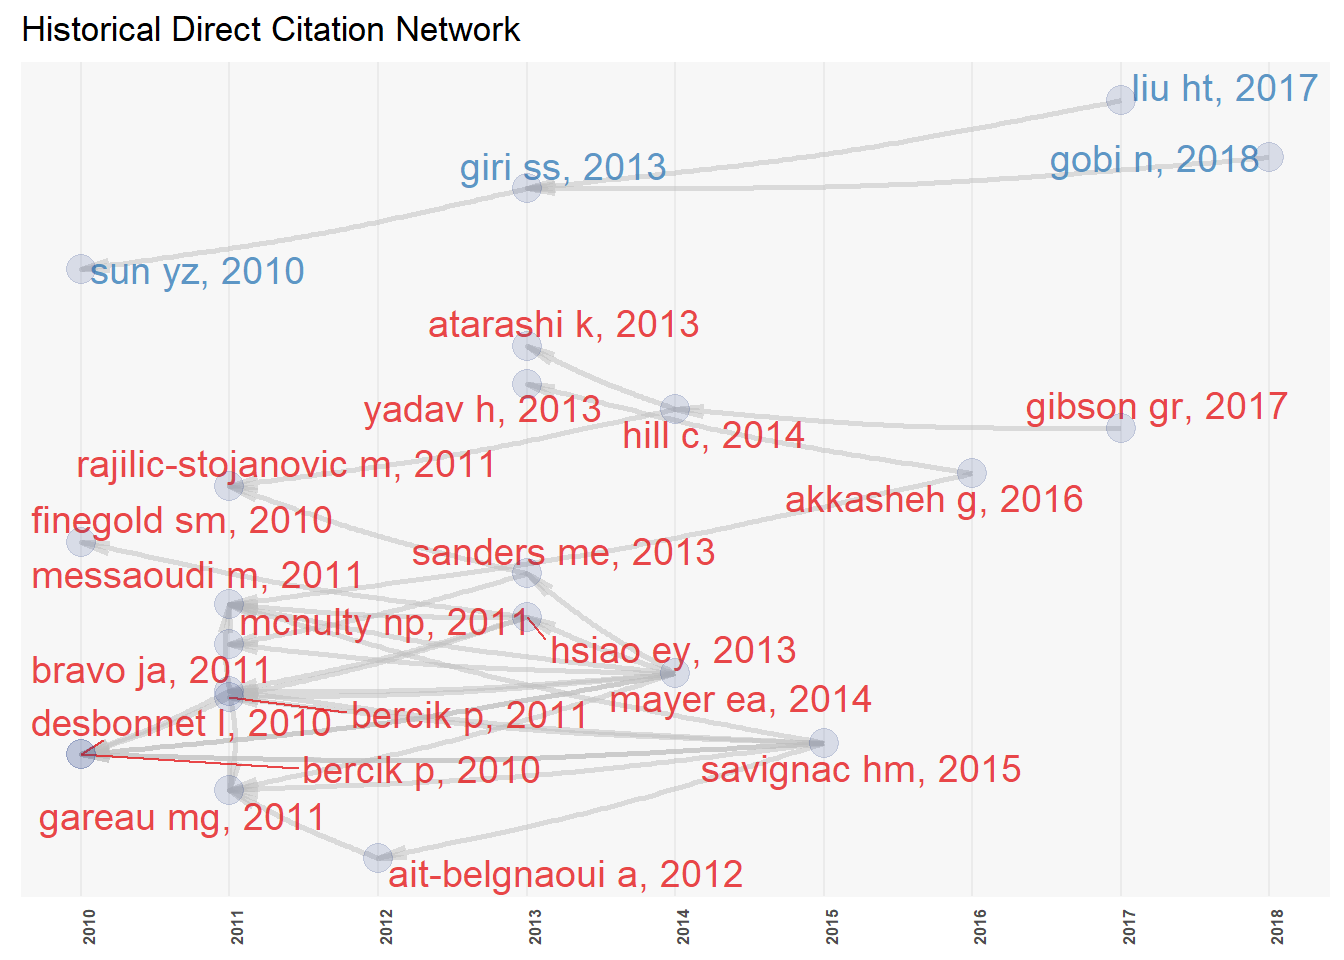 Historical Direct Citation Network
liu ht, 2017
giri ss, 2013
gobi n, 2018
sun yz, 2010
atarashi k, 2013
yadav h, 2013
gibson gr, 2017
hill c, 2014
rajilic-stojanovic m, 2011
akkasheh g, 2016
finegold sm, 2010
sanders me, 2013
messaoudi m, 2011
mcnulty np, 2011
hsiao ey, 2013
bravo ja, 2011
mayer ea, 2014
bercik p, 2011
desbonnet l, 2010
bercik p, 2010
savignac hm, 2015
gareau mg, 2011
ait-belgnaoui a, 2012
2010
2011
2012
2013
2014
2015
2016
2017
2018